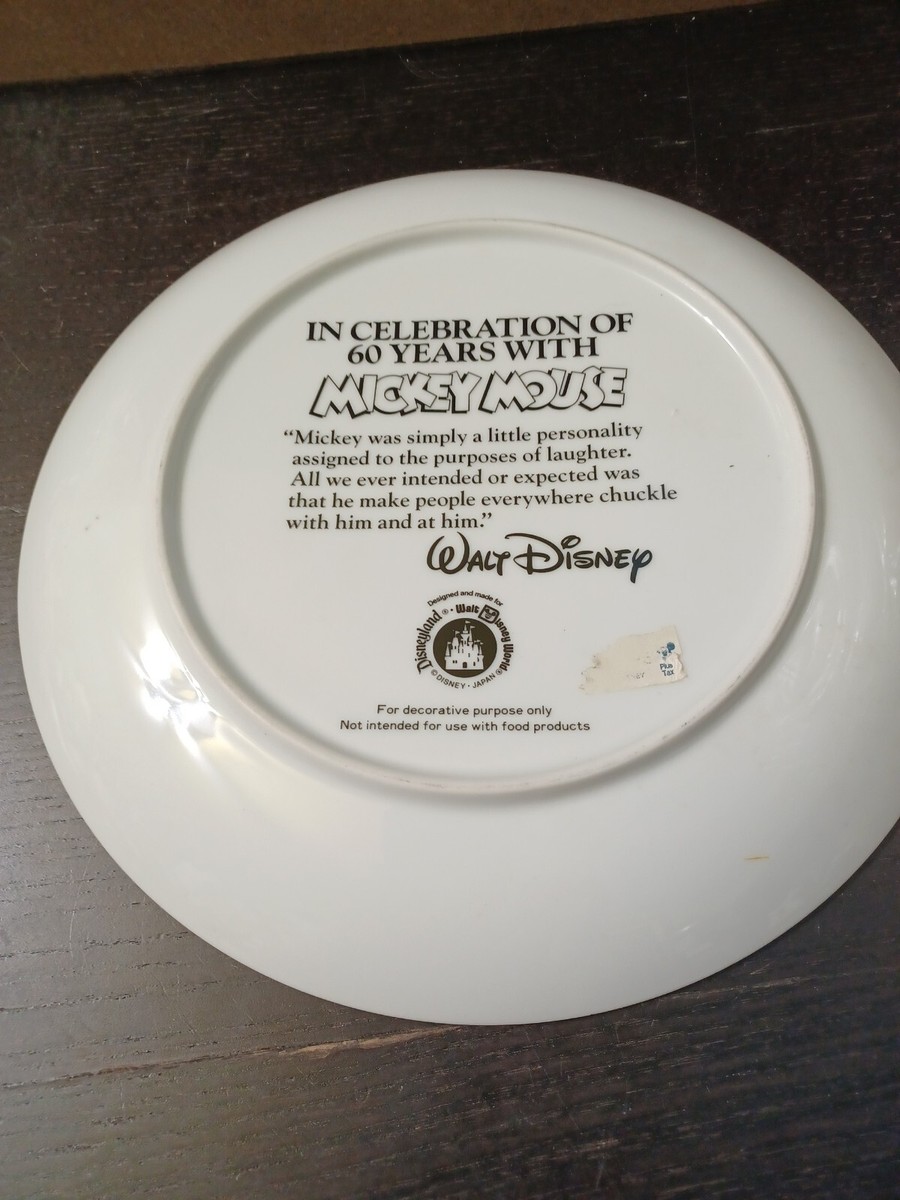 IN CELEBRATION OF
60 YEARS WITH
MICKEY MOUSE
“Mickey was simply a little personality
assigned to the purposes of laughter.
All we ever intended or expected was
that he make people everywhere chuckle
with him and at him.”
WALT DISNEY
Designed and made for
Disneyland ® · Walt Disney World ®
© DISNEY · JAPAN
Plus
Tax
For decorative purpose only
Not intended for use with food products